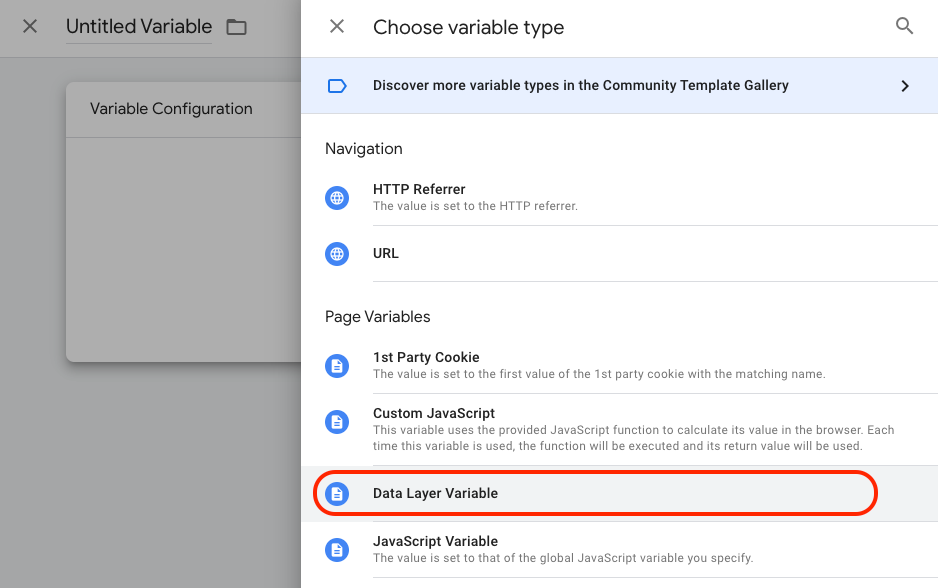 Untitled Variable
Variable Configuration
Choose variable type
Discover more variable types in the Community Template Gallery
Navigation
HTTP Referrer
The value is set to the HTTP referrer.
URL
Page Variables
1st Party Cookie
The value is set to the first value of the 1st party cookie with the matching name.
Custom JavaScript
This variable uses the provided JavaScript function to calculate its value in the browser. Each
time this variable is used, the function will be executed and its return value will be used.
Data Layer Variable
JavaScript Variable
The value is set to that of the global JavaScript variable you specify.